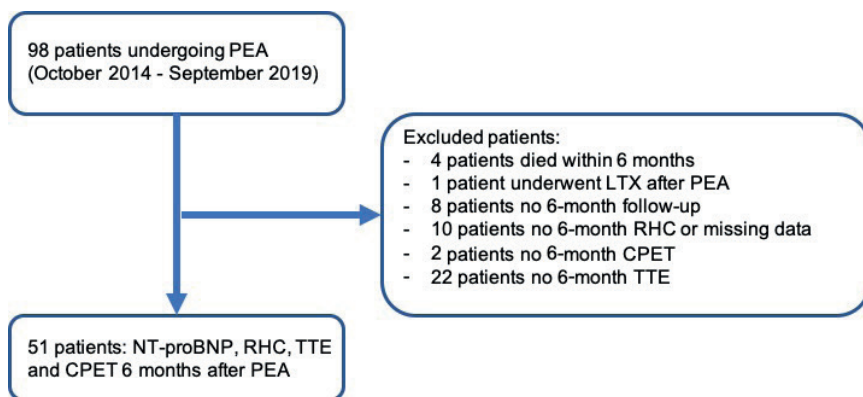 98 patients undergoing PEA
(October 2014 - September 2019)
Excluded patients:
- 4 patients died within 6 months
- 1 patient underwent LTX after PEA
- 8 patients no 6-month follow-up
- 10 patients no 6-month RHC or missing data
- 2 patients no 6-month CPET
- 22 patients no 6-month TTE
51 patients: NT-proBNP, RHC, TTE
and CPET 6 months after PEA